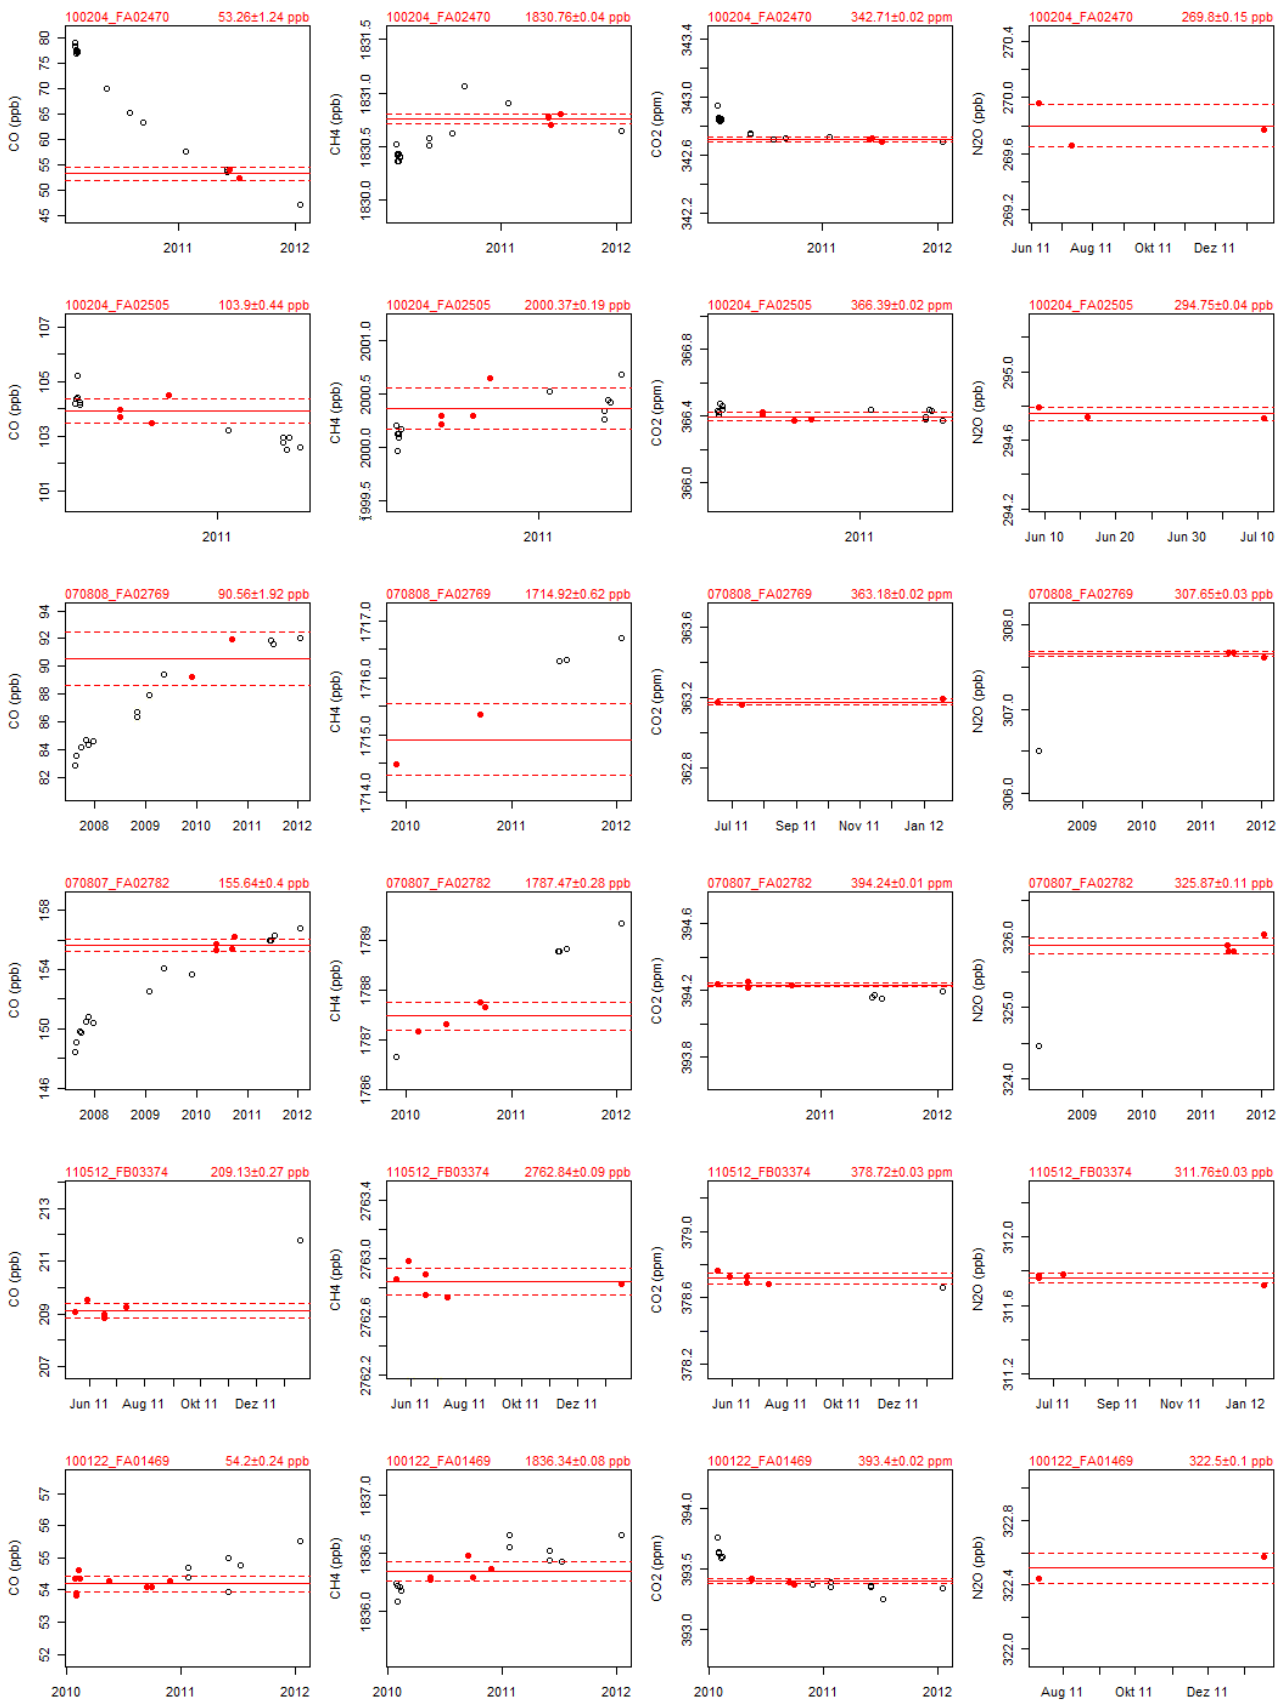 100204_FA02470 53.26±1.24 ppb
CO (ppb)
80
75
70
65
60
55
50
45
2011 2012
100204_FA02470 1830.76±0.04 ppb
CH4 (ppb)
1831.5
1831.0
1830.5
1830.0
2011 2012
100204_FA02470 342.71±0.02 ppm
CO2 (ppm)
343.4
343.0
342.6
342.2
2011 2012
100204_FA02470 269.8±0.15 ppb
N2O (ppb)
270.4
270.0
269.6
269.2
Jun 11 Aug 11 Okt 11 Dez 11
100204_FA02505 103.9±0.44 ppb
CO (ppb)
107
105
103
101
2011
100204_FA02505 2000.37±0.19 ppb
CH4 (ppb)
2001.0
2000.5
2000.0
1999.5
2011
100204_FA02505 366.39±0.02 ppm
CO2 (ppm)
366.8
366.4
366.0
2011
100204_FA02505 294.75±0.04 ppb
N2O (ppb)
295.0
294.6
294.2
Jun 10 Jun 20 Jun 30 Jul 10
070808_FA02769 90.56±1.92 ppb
CO (ppb)
94
92
90
88
86
84
82
2008 2009 2010 2011 2012
070808_FA02769 1714.92±0.62 ppb
CH4 (ppb)
1717.0
1716.0
1715.0
1714.0
2010 2011 2012
070808_FA02769 363.18±0.02 ppm
CO2 (ppm)
363.6
363.2
362.8
Jul 11 Sep 11 Nov 11 Jan 12
070808_FA02769 307.65±0.03 ppb
N2O (ppb)
308.0
307.0
306.0
2009 2010 2011 2012
070807_FA02782 155.64±0.4 ppb
CO (ppb)
158
154
150
146
2008 2009 2010 2011 2012
070807_FA02782 1787.47±0.28 ppb
CH4 (ppb)
1789
1788
1787
1786
2010 2011 2012
070807_FA02782 394.24±0.01 ppm
CO2 (ppm)
394.6
394.2
393.8
2011 2012
070807_FA02782 325.87±0.11 ppb
N2O (ppb)
326.0
325.0
324.0
2009 2010 2011 2012
110512_FB03374 209.13±0.27 ppb
CO (ppb)
213
211
209
207
Jun 11 Aug 11 Okt 11 Dez 11
110512_FB03374 2762.84±0.09 ppb
CH4 (ppb)
2763.4
2763.0
2762.6
2762.2
Jun 11 Aug 11 Okt 11 Dez 11
110512_FB03374 378.72±0.03 ppm
CO2 (ppm)
379.0
378.6
378.2
Jun 11 Aug 11 Okt 11 Dez 11
110512_FB03374 311.76±0.03 ppb
N2O (ppb)
312.0
311.6
311.2
Jul 11 Sep 11 Nov 11 Jan 12
100122_FA01469 54.2±0.24 ppb
CO (ppb)
57
56
55
54
53
52
2010 2011 2012
100122_FA01469 1836.34±0.08 ppb
CH4 (ppb)
1837.0
1836.5
1836.0
2010 2011 2012
100122_FA01469 393.4±0.02 ppm
CO2 (ppm)
394.0
393.5
393.0
2010 2011 2012
100122_FA01469 322.5±0.1 ppb
N2O (ppb)
322.8
322.4
322.0
Aug 11 Okt 11 Dez 11